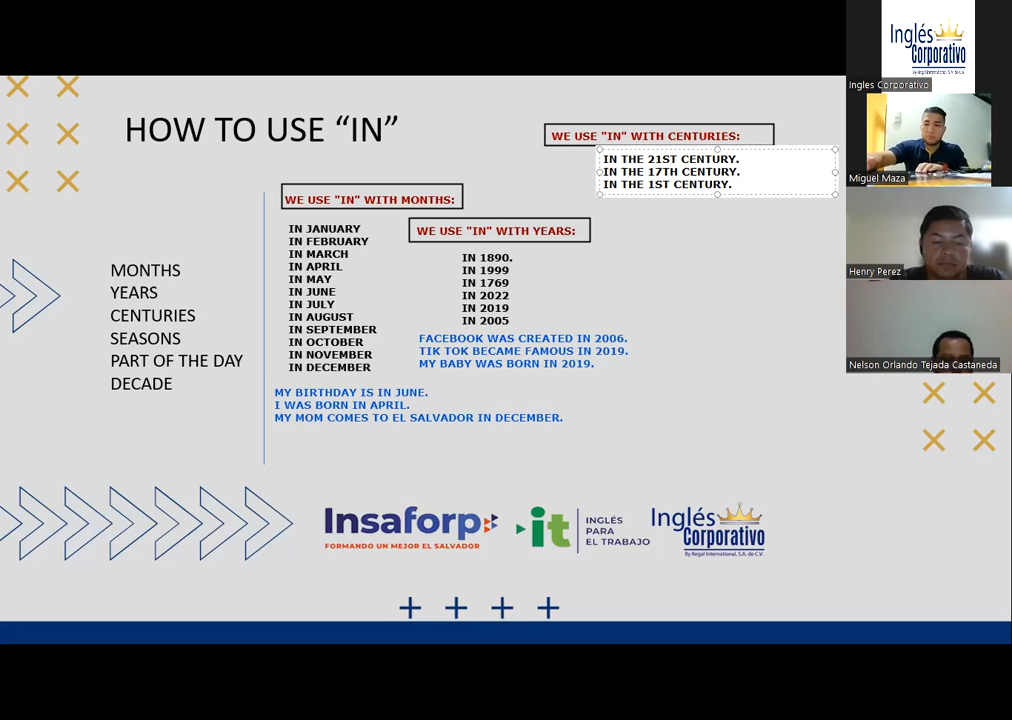 HOW TO USE “IN”
MONTHS
YEARS
CENTURIES
SEASONS
PART OF THE DAY
DECADE
WE USE "IN" WITH MONTHS:
IN JANUARY
IN FEBRUARY
IN MARCH
IN APRIL
IN MAY
IN JUNE
IN JULY
IN AUGUST
IN SEPTEMBER
IN OCTOBER
IN NOVEMBER
IN DECEMBER
MY BIRTHDAY IS IN JUNE.
I WAS BORN IN APRIL.
MY MOM COMES TO EL SALVADOR IN DECEMBER.
WE USE "IN" WITH YEARS:
IN 1890.
IN 1999
IN 1769
IN 2022
IN 2019
IN 2005
FACEBOOK WAS CREATED IN 2006.
TIK TOK BECAME FAMOUS IN 2019.
MY BABY WAS BORN IN 2019.
WE USE "IN" WITH CENTURIES:
IN THE 21ST CENTURY.
IN THE 17TH CENTURY.
IN THE 1ST CENTURY.
Insaforp
FORMANDO UN MEJOR EL SALVADOR
it
INGLÉS
PARA
EL TRABAJO
Inglés
Corporativo
By Regal International, S.A. de C.V.
Inglés
Corporativo
By Regal International, S.A. de C.V.
Ingles Corporativo
Miguel Maza
Henry Perez
Nelson Orlando Tejada Castaneda